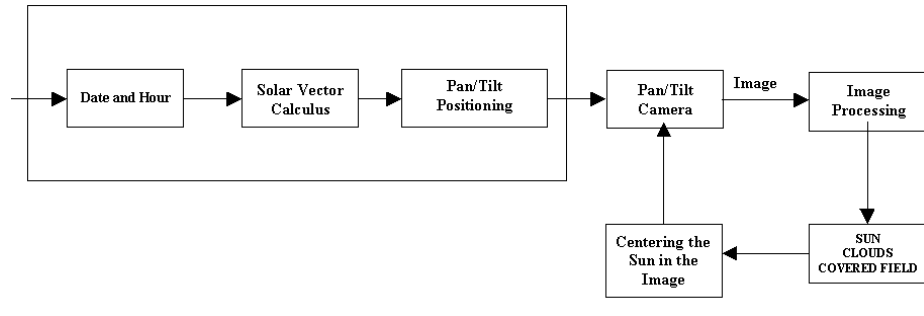 Date and Hour
Solar Vector
Calculus
Pan/Tilt
Positioning
Pan/Tilt
Camera
Image
Image
Processing
SUN
CLOUDS
COVERED FIELD
Centering the
Sun in the
Image